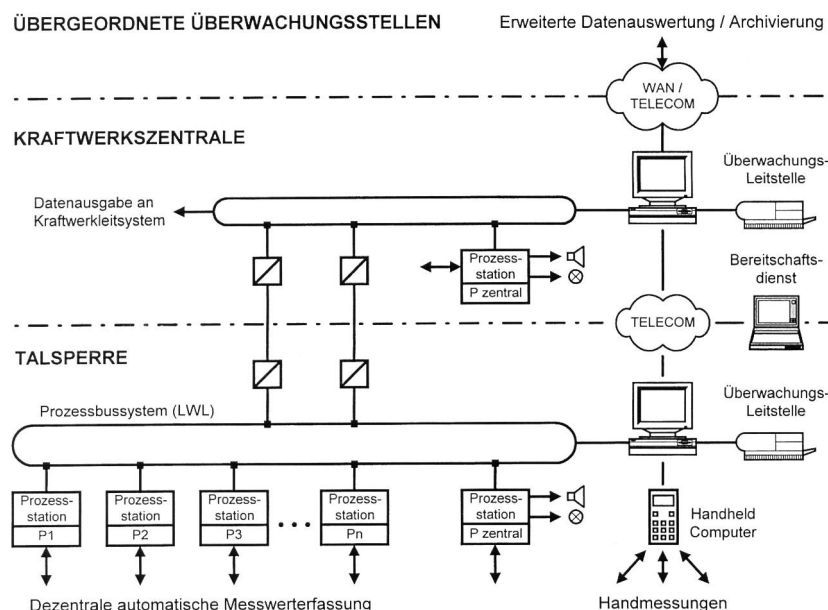 ÜBERGEORDNETE ÜBERWACHUNGSSTELLEN
Erweiterte Datenauswertung / Archivierung
WAN /
TELECOM
KRAFTWERKSZENTRALE
Überwachungs-
Leitstelle
Datenausgabe an
Kraftwerkleitsystem
Prozess-
station
P zentral
Bereitschafts-
dienst
TELECOM
TALSPERRE
Prozessbussystem (LWL)
Überwachungs-
Leitstelle
Prozess-
station
P1
Prozess-
station
P2
Prozess-
station
P3
...
Prozess-
station
Pn
Prozess-
station
P zentral
Handheld
Computer
Dezentrale automatische Messwerterfassung
Handmessungen